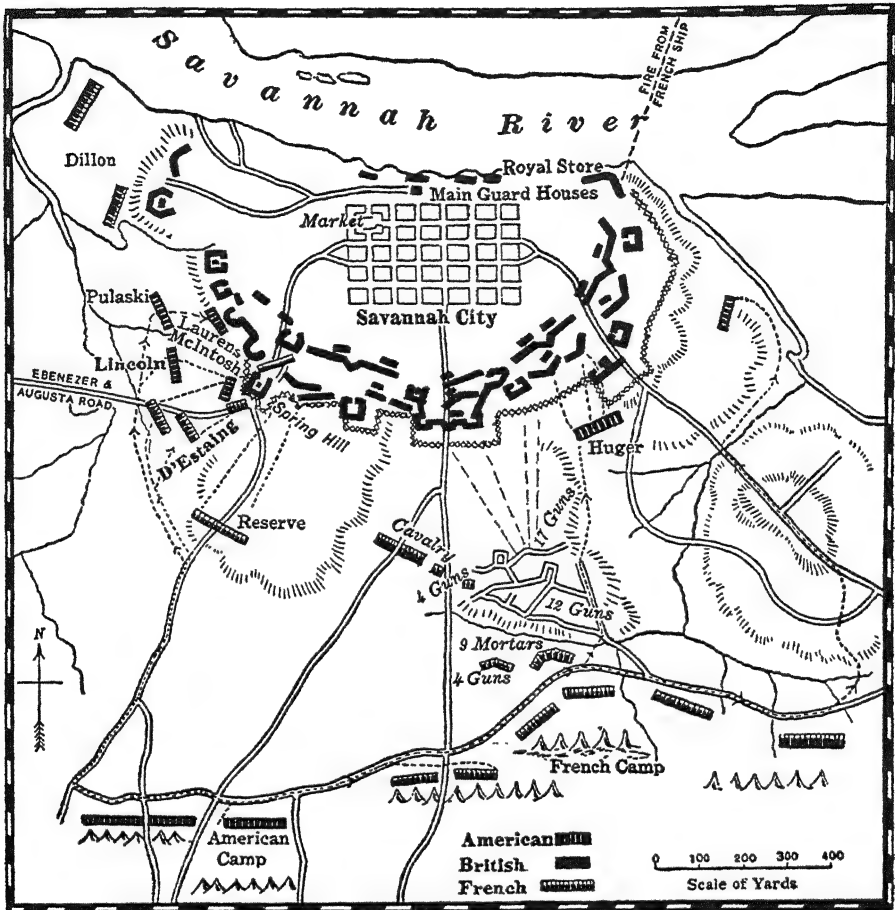 Savannah River
FIRE FROM
FRENCH SHIP
Dillon
Royal Store
Main Guard Houses
Market
Savannah City
Pulaski
Laurens
McIntosh
Lincoln
EBENEZER &
AUGUSTA ROAD
D'Estaing
Spring Hill
Huger
Reserve
Cavalry
17 Guns
4 Guns
12 Guns
9 Mortars
4 Guns
N
French Camp
American
Camp
American
British
French
0 100 200 300 400
Scale of Yards